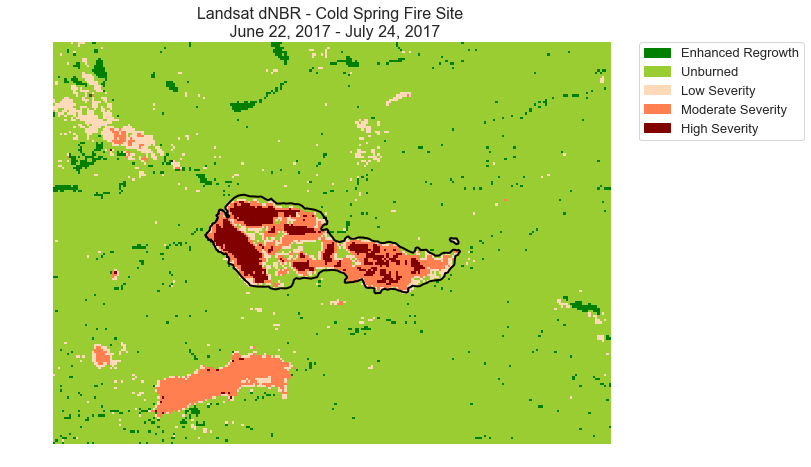 Landsat dNBR - Cold Spring Fire Site
June 22, 2017 - July 24, 2017
Enhanced Regrowth
Unburned
Low Severity
Moderate Severity
High Severity